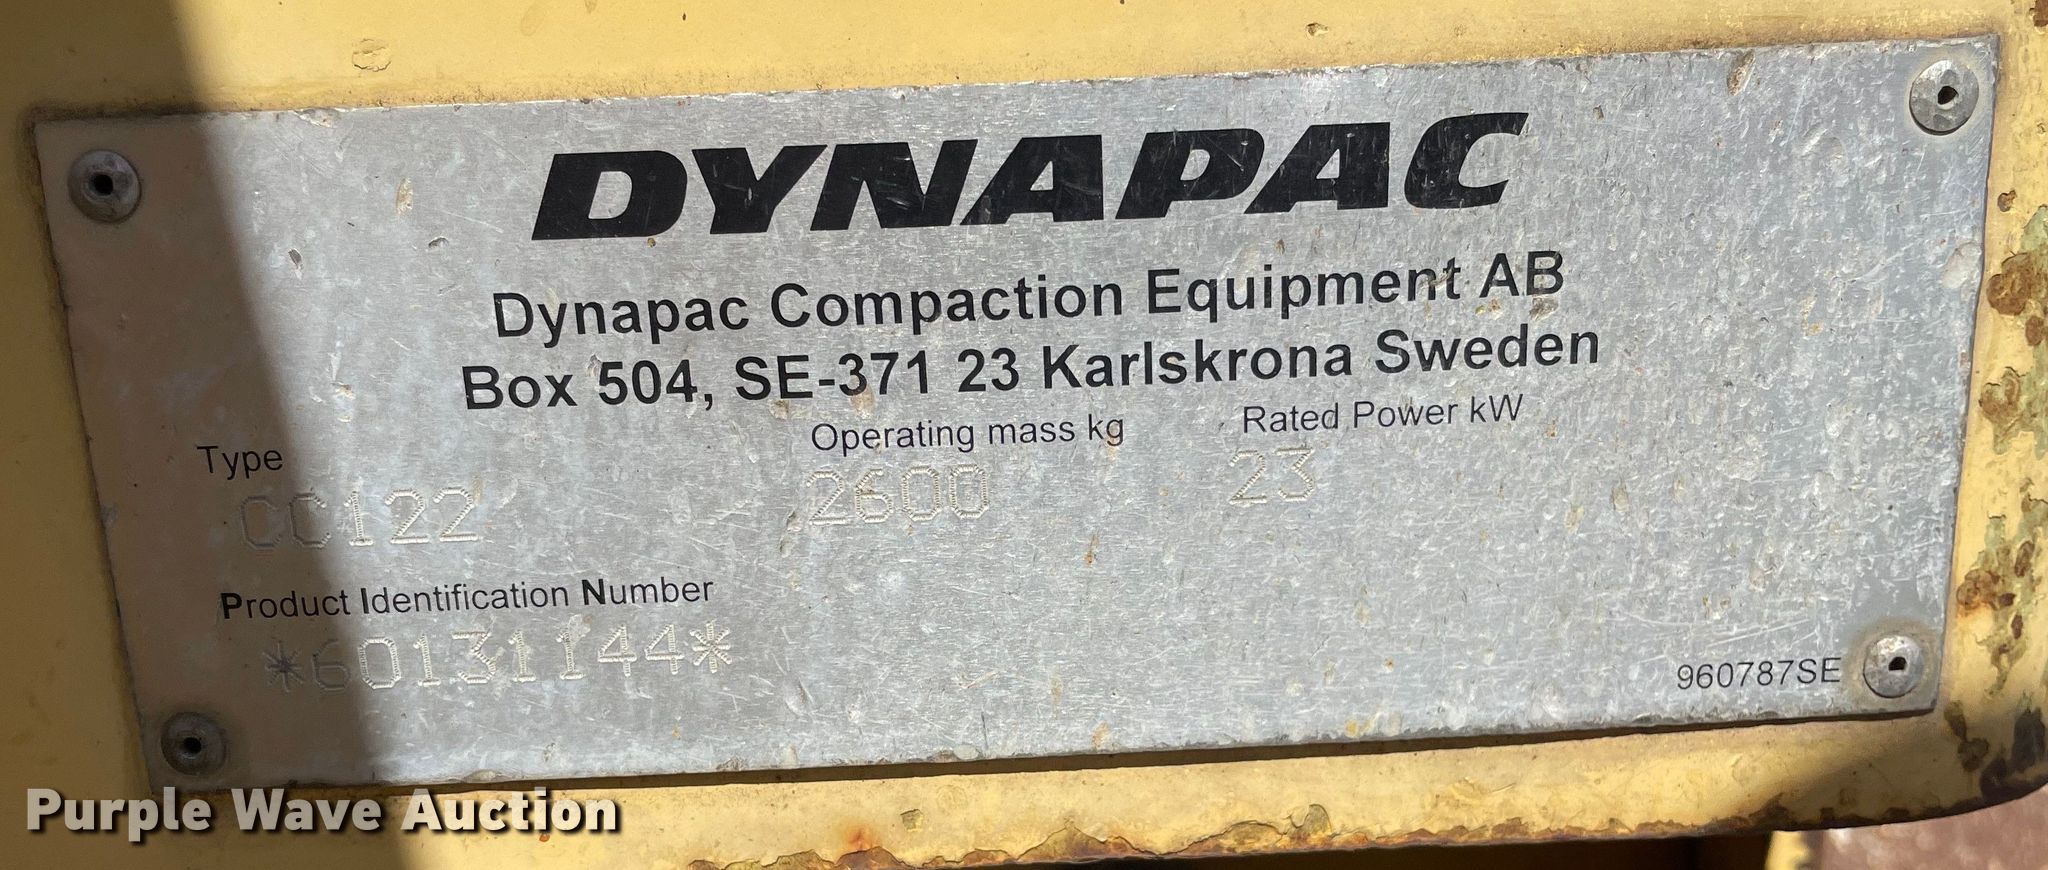 DYNAPAC
Dynapac Compaction Equipment AB
Box 504, SE-371 23 Karlskrona Sweden
Type Operating mass kg Rated Power kW
CC122 2600 23
Product Identification Number
*60131144*
960787SE
Purple Wave Auction